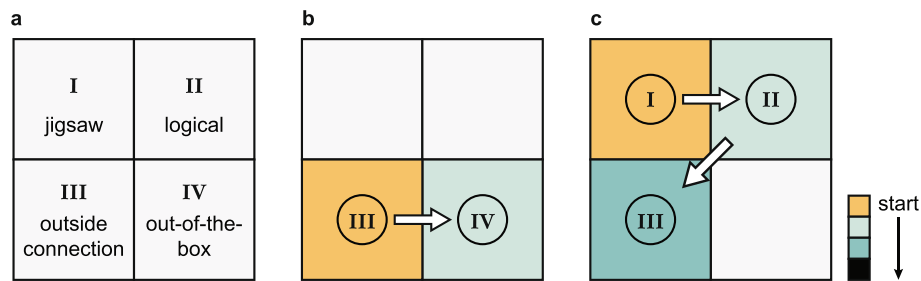 a
b
c
I
II
jigsaw
logical
III
IV
outside
connection
out-of-the-
box
III
IV
I
II
III
start